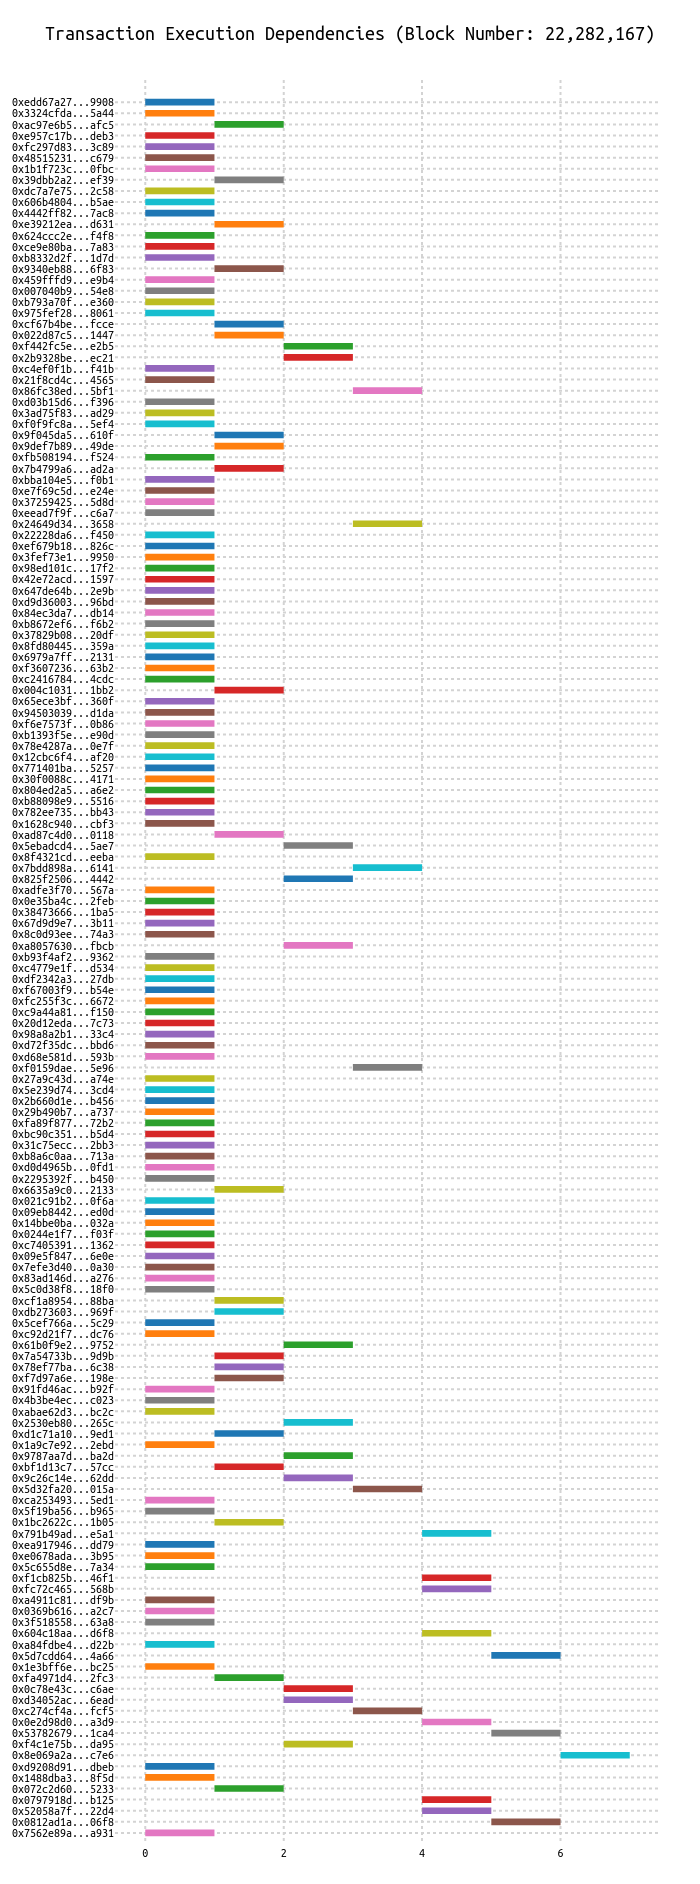 Transaction Execution Dependencies (Block Number: 22,282,167)
0xedd67a27...9908
0x3324cfda...5a44
0xac97e6b5...afc5
0xe957c17b...deb3
0xfc297d83...3c89
0x48515231...c679
0x1b1f723c...0fbc
0x39dbb2a2...ef39
0xdc7a7e75...2c58
0x606b4804...b5ae
0x4442ff82...7ac8
0xe39212ea...d631
0x624ccc2e...f4f8
0xce9e80ba...7a83
0xb8332d2f...1d7d
0x9340eb88...6f83
0x459fffd9...e9b4
0x007040b9...54e8
0xb793a70f...e360
0x975fef28...8061
0xcf67b4be...fcce
0x022d87c5...1447
0xf442fc5e...e2b5
0x2b9328be...ec21
0xc4ef0f1b...f41b
0x21f8cd4c...4565
0x86fc38ed...5bf1
0xd03b15d6...f396
0x3ad75f83...ad29
0xf0f9fc8a...5ef4
0x9f045da5...610f
0x9def7b89...49de
0xfb508194...f524
0x7b4799a6...ad2a
0xbba104e5...f0b1
0xe7f69c5d...e24e
0x37259425...5d8d
0xeead7f9f...c6a7
0x24649d34...3658
0x22228da6...f450
0xef679b18...826c
0x3fef73e1...9950
0x98ed101c...17f2
0x42e72acd...1597
0x647de64b...2e9b
0xd9d36003...96bd
0x84ec3da7...db14
0xb8672ef6...f6b2
0x37829b08...20df
0x8fd80445...359a
0x6979a7ff...2131
0xf3607236...63b2
0xc2416784...4cdc
0x004c1031...1bb2
0x65ece3bf...360f
0x94503039...d1da
0xf6e7573f...0b86
0xb1393f5e...e90d
0x78e4287a...0e7f
0x12cbc6f4...af20
0x771401ba...5257
0x30f0088c...4171
0x804ed2a5...a6e2
0xb88098e9...5516
0x782ee735...bb43
0x1628c940...cbf3
0xad87c4d0...0118
0x5ebadcd4...5ae7
0x8f4321cd...eeba
0x7bdd898a...6141
0x825f2506...4442
0xadfe3f70...567a
0x0e35ba4c...2feb
0x38473666...1ba5
0x67d9d9e7...3b11
0x8c0d93ee...74a3
0xa8057630...fbcb
0xb93f4af2...9362
0xc4779e1f...d534
0xdf2342a3...27db
0xf67003f9...b54e
0xfc255f3c...6672
0xc9a44a81...f150
0x20d12eda...7c73
0x98a8a2b1...33c4
0xd72f35dc...bbd6
0xd68e581d...593b
0xf0159dae...5e96
0x27a9c43d...a74e
0x5e239d74...3cd4
0x2b660d1e...b456
0x29b490b7...a737
0xfa89f877...72b2
0xbc90c351...b5d4
0x31c75ecc...2bb3
0xb8a6c0aa...713a
0xd0d4965b...0fd1
0x2295392f...b450
0x6635a9c0...2133
0x021c91b2...0f6a
0x09eb8442...ed0d
0x14bbe0ba...032a
0x0244e1f7...f03f
0xc7405391...1362
0x09e5f847...6e0e
0x7efe3d40...0a30
0x83ad146d...a276
0x5c0d38f8...18f0
0xcf1a8954...88ba
0xdb273603...969f
0x5cef766a...5c29
0xc92d21f7...dc76
0x61b0f9e2...9752
0x7a54733b...9d9b
0x78ef77ba...6c38
0xf7d97a6e...198e
0x91fd46ac...b92f
0x4b3be4ec...c023
0xabae62d3...bc2c
0x2530eb80...265c
0xd1c71a10...9ed1
0x1a9c7e92...2ebd
0x9787aa7d...ba2d
0xbf1d13c7...57cc
0x9c26c14e...62dd
0x5d32fa20...015a
0xca253493...5ed1
0x5f19ba56...b965
0x1bc2622c...1b05
0x791b49ad...e5a1
0xea917946...dd79
0xe0678ada...3b95
0x5c655d8e...7a34
0xf1cb825b...46f1
0xfc72c465...568b
0xa4911c81...df9b
0x0369b616...a2c7
0x3f518558...63a8
0x604c18aa...d6f8
0xa84fdbe4...d22b
0x5d7cdd64...4a66
0x1e3bff6e...bc25
0xfa4971d4...2fc3
0x0c78e43c...c6ae
0xd34052ac...6ead
0xc274cf4a...fcf5
0x0e2d98d0...a3d9
0x53782679...1ca4
0xf4c1e75b...da95
0x8e069a2a...c7e6
0xd9208d91...dbeb
0x1488dba3...8f5d
0x072c2d60...5233
0x0797918d...b125
0x52058a7f...22d4
0x0812ad1a...06f8
0x7562e89a...a931
0 2 4 6